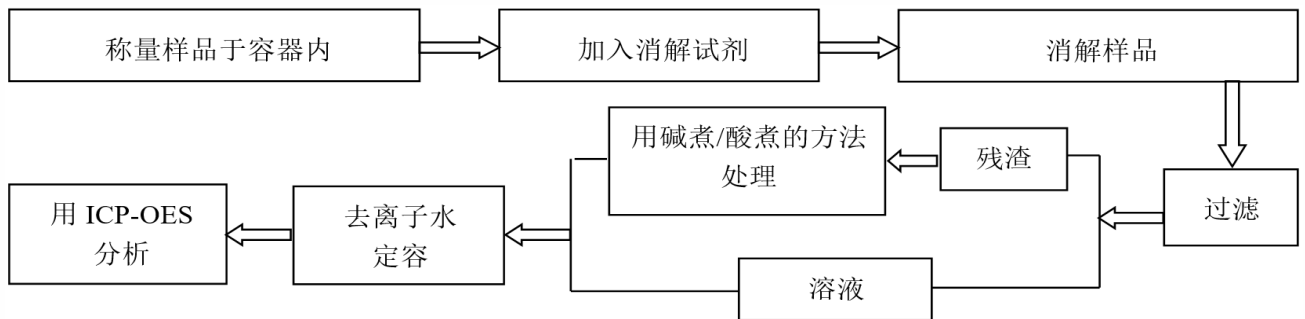 称量样品于容器内
加入消解试剂
消解样品
过滤
残渣
用碱煮/酸煮的方法
处理
溶液
去离子水
定容
用 ICP-OES
分析